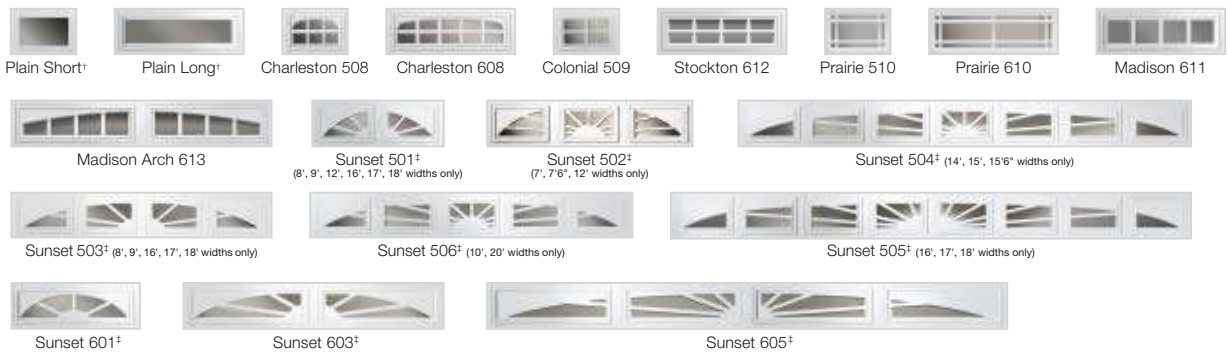 Plain Short†
Plain Long†
Charleston 508
Charleston 608
Colonial 509
Stockton 612
Prairie 510
Prairie 610
Madison 611
Madison Arch 613
Sunset 501‡
(8', 9', 12', 16', 17', 18' widths only)
Sunset 502‡
(7', 7'6", 12' widths only)
Sunset 504‡ (14', 15', 15'6" widths only)
Sunset 503‡ (8', 9', 16', 17', 18' widths only)
Sunset 506‡ (10', 20' widths only)
Sunset 505‡ (16', 17', 18' widths only)
Sunset 601‡
Sunset 603‡
Sunset 605‡